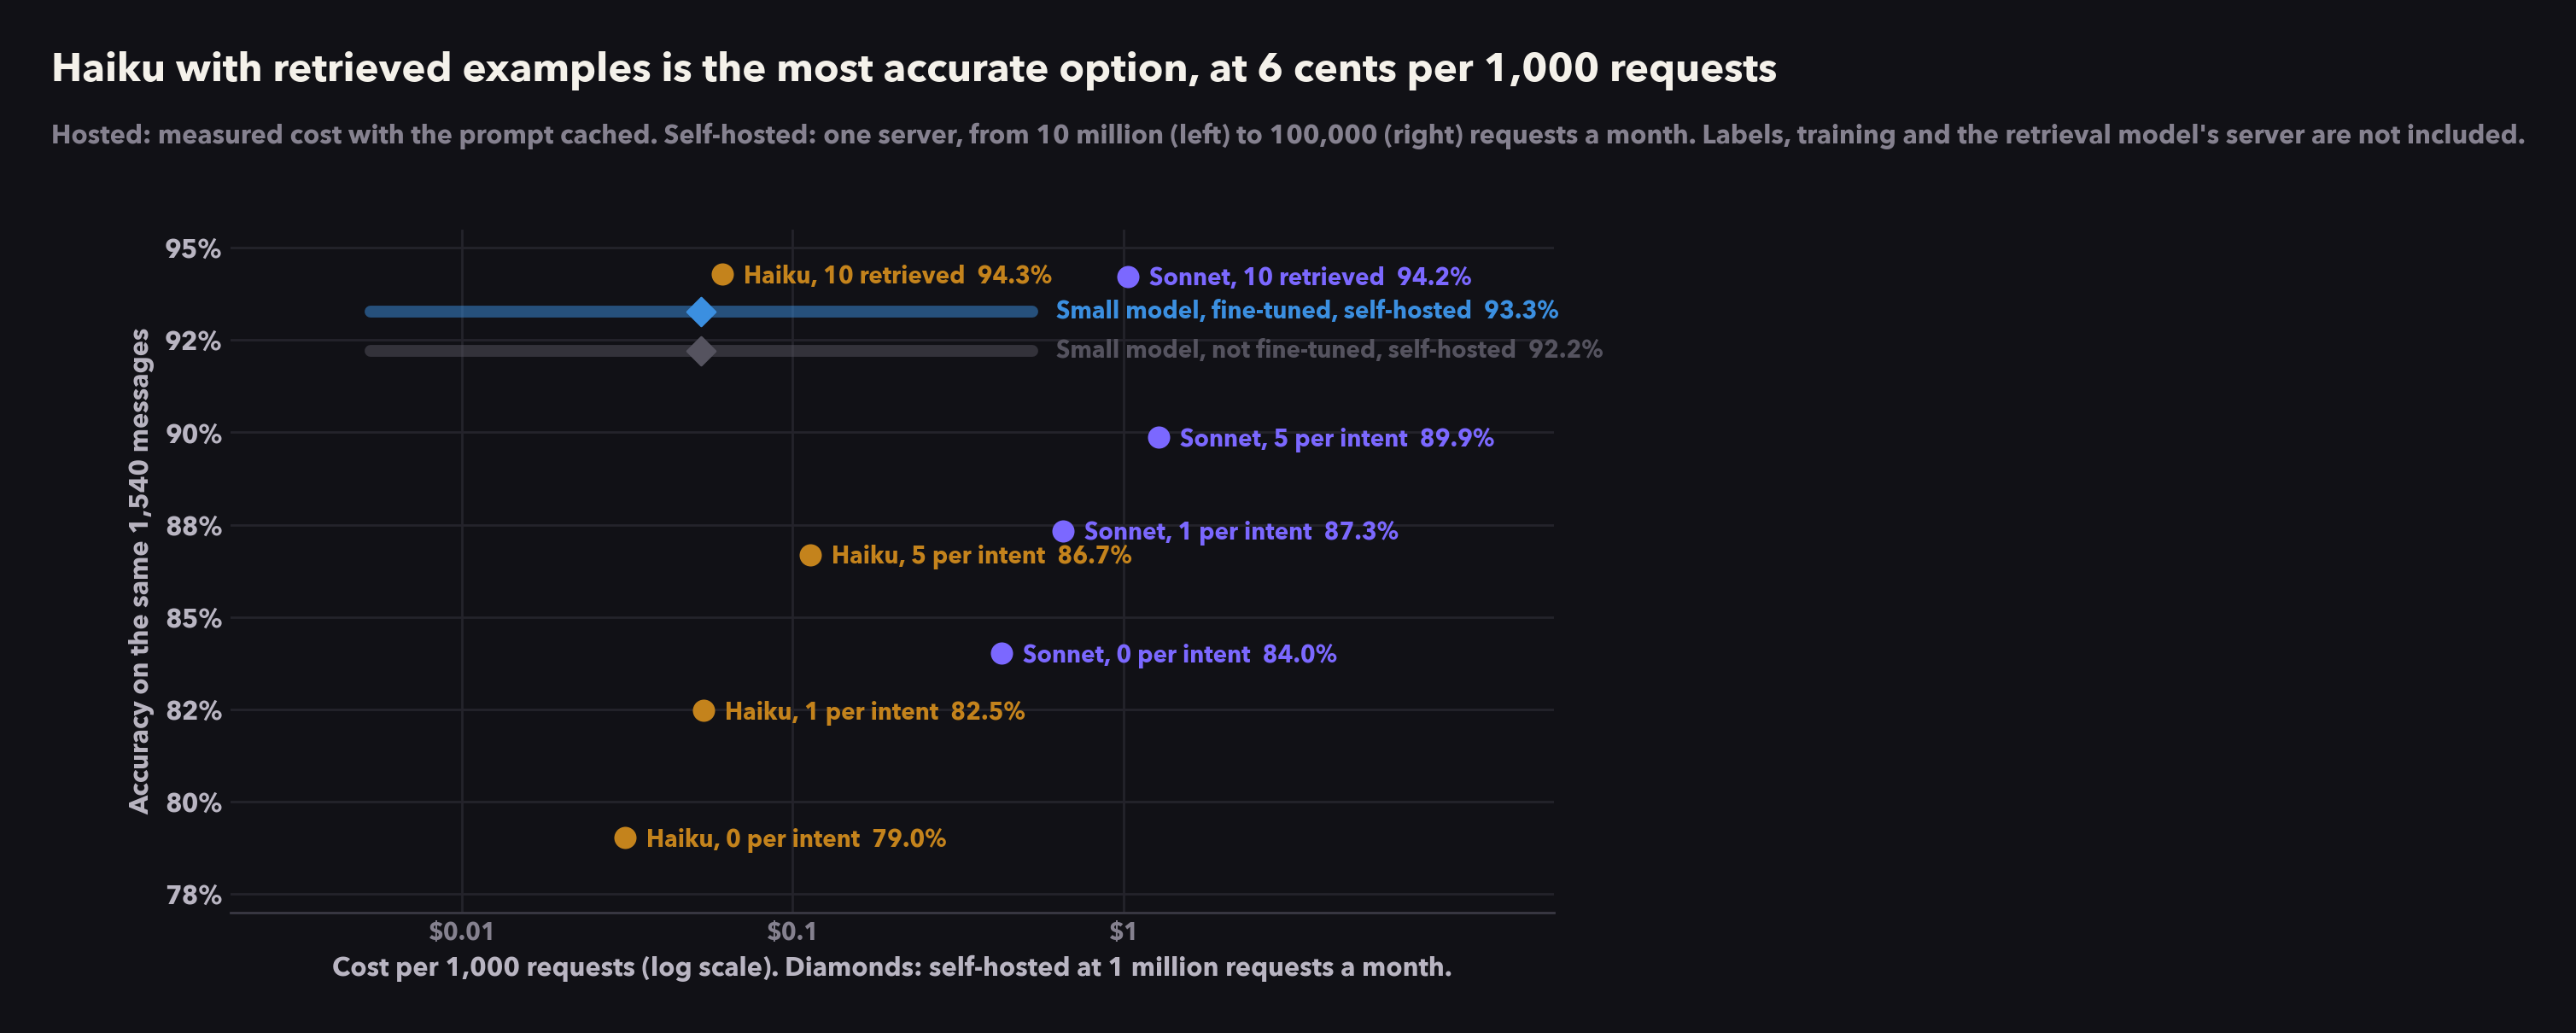 Haiku with retrieved examples is the most accurate option, at 6 cents per 1,000 requests
Hosted: measured cost with the prompt cached. Self-hosted: one server, from 10 million (left) to 100,000 (right) requests a month. Labels, training and the retrieval model's server are not included.
Accuracy on the same 1,540 messages
95%
Haiku, 10 retrieved 94.3%
Sonnet, 10 retrieved 94.2%
Small model, fine-tuned, self-hosted 93.3%
92%
Small model, not fine-tuned, self-hosted 92.2%
90%
Sonnet, 5 per intent 89.9%
88%
Sonnet, 1 per intent 87.3%
Haiku, 5 per intent 86.7%
85%
Sonnet, 0 per intent 84.0%
82%
Haiku, 1 per intent 82.5%
80%
Haiku, 0 per intent 79.0%
78%
$0.01
$0.1
$1
Cost per 1,000 requests (log scale). Diamonds: self-hosted at 1 million requests a month.